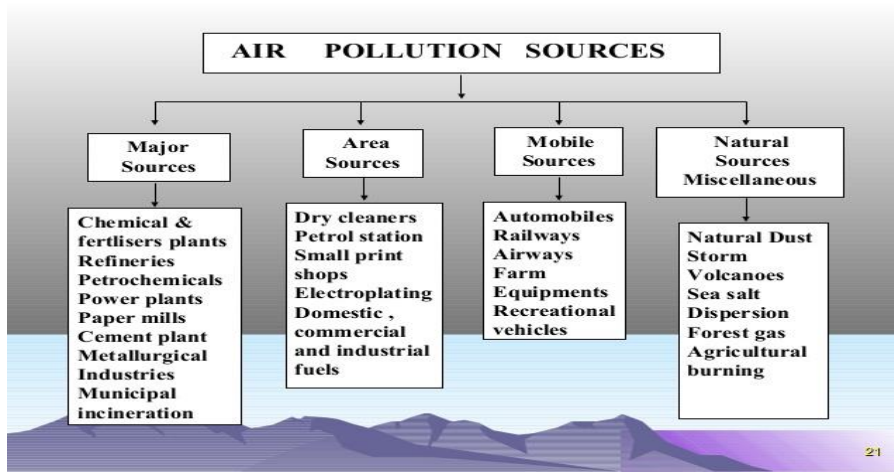 AIR POLLUTION SOURCES
Major
Sources
Chemical &
fertlisers plants
Refineries
Petrochemicals
Power plants
Paper mills
Cement plant
Metallurgical
Industries
Municipal
incineration
Area
Sources
Dry cleaners
Petrol station
Small print
shops
Electroplating
Domestic ,
commercial
and industrial
fuels
Mobile
Sources
Automobiles
Railways
Airways
Farm
Equipments
Recreational
vehicles
Natural
Sources
Miscellaneous
Natural Dust
Storm
Volcanoes
Sea salt
Dispersion
Forest gas
Agricultural
burning
21